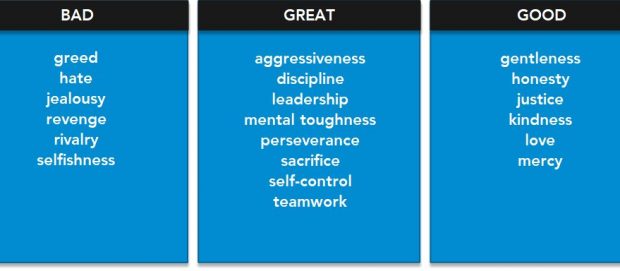 BAD
greed
hate
jealousy
revenge
rivalry
selfishness
GREAT
aggressiveness
discipline
leadership
mental toughness
perseverance
sacrifice
self-control
teamwork
GOOD
gentleness
honesty
justice
kindness
love
mercy